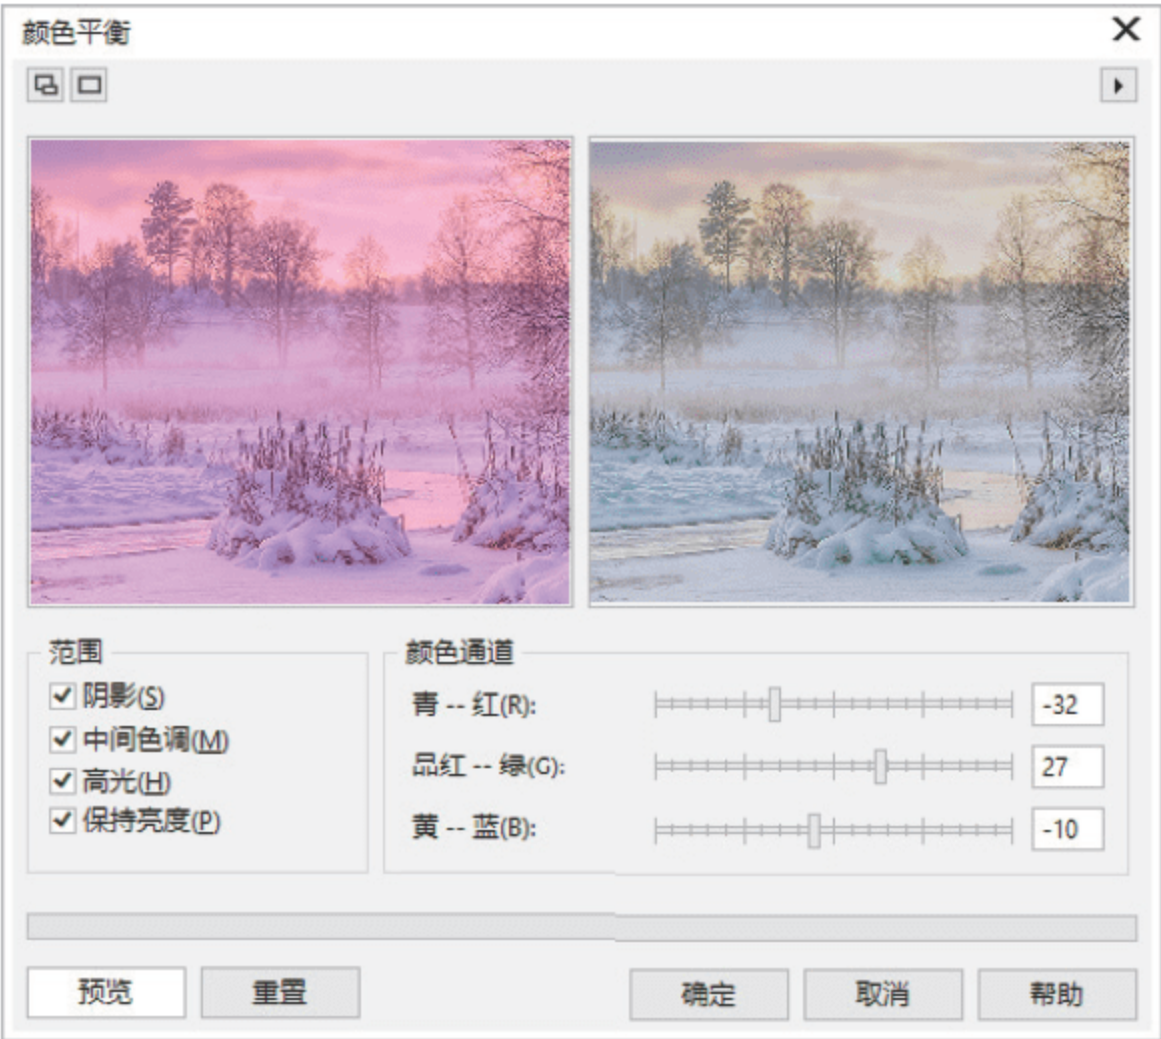 颜色平衡
范围
阴影(S)
中间色调(M)
高光(H)
保持亮度(P)
颜色通道
青 -- 红(R): -32
品红 -- 绿(G): 27
黄 -- 蓝(B): -10
预览 重置 确定 取消 帮助